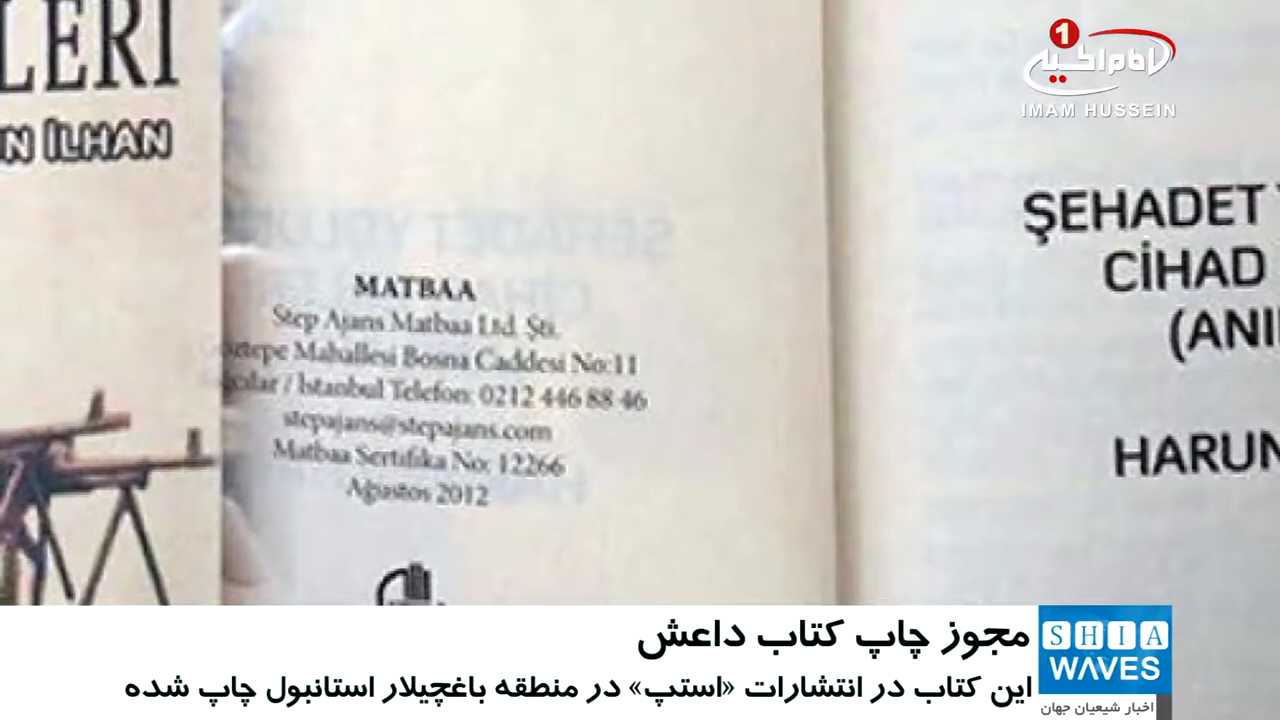 LERI
N İLHAN
MATBAA
Step Ajans Matbaa Ltd. Şti.
Mahallesi Bosna Caddesi No:11
/ İstanbul Telefon: 0212 446 88 46
stepajans@stepajans.com
Matbaa Sertifika No: 12266
Ağustos 2012
ŞEHADET
CİHAD
(ANI
HARUN
1
IMAM HUSSEIN
مجوز چاپ کتاب داعش
این کتاب در انتشارات «استپ» در منطقه باغچیلار استانبول چاپ شده
SHIA
WAVES
اخبار شیعیان جهان